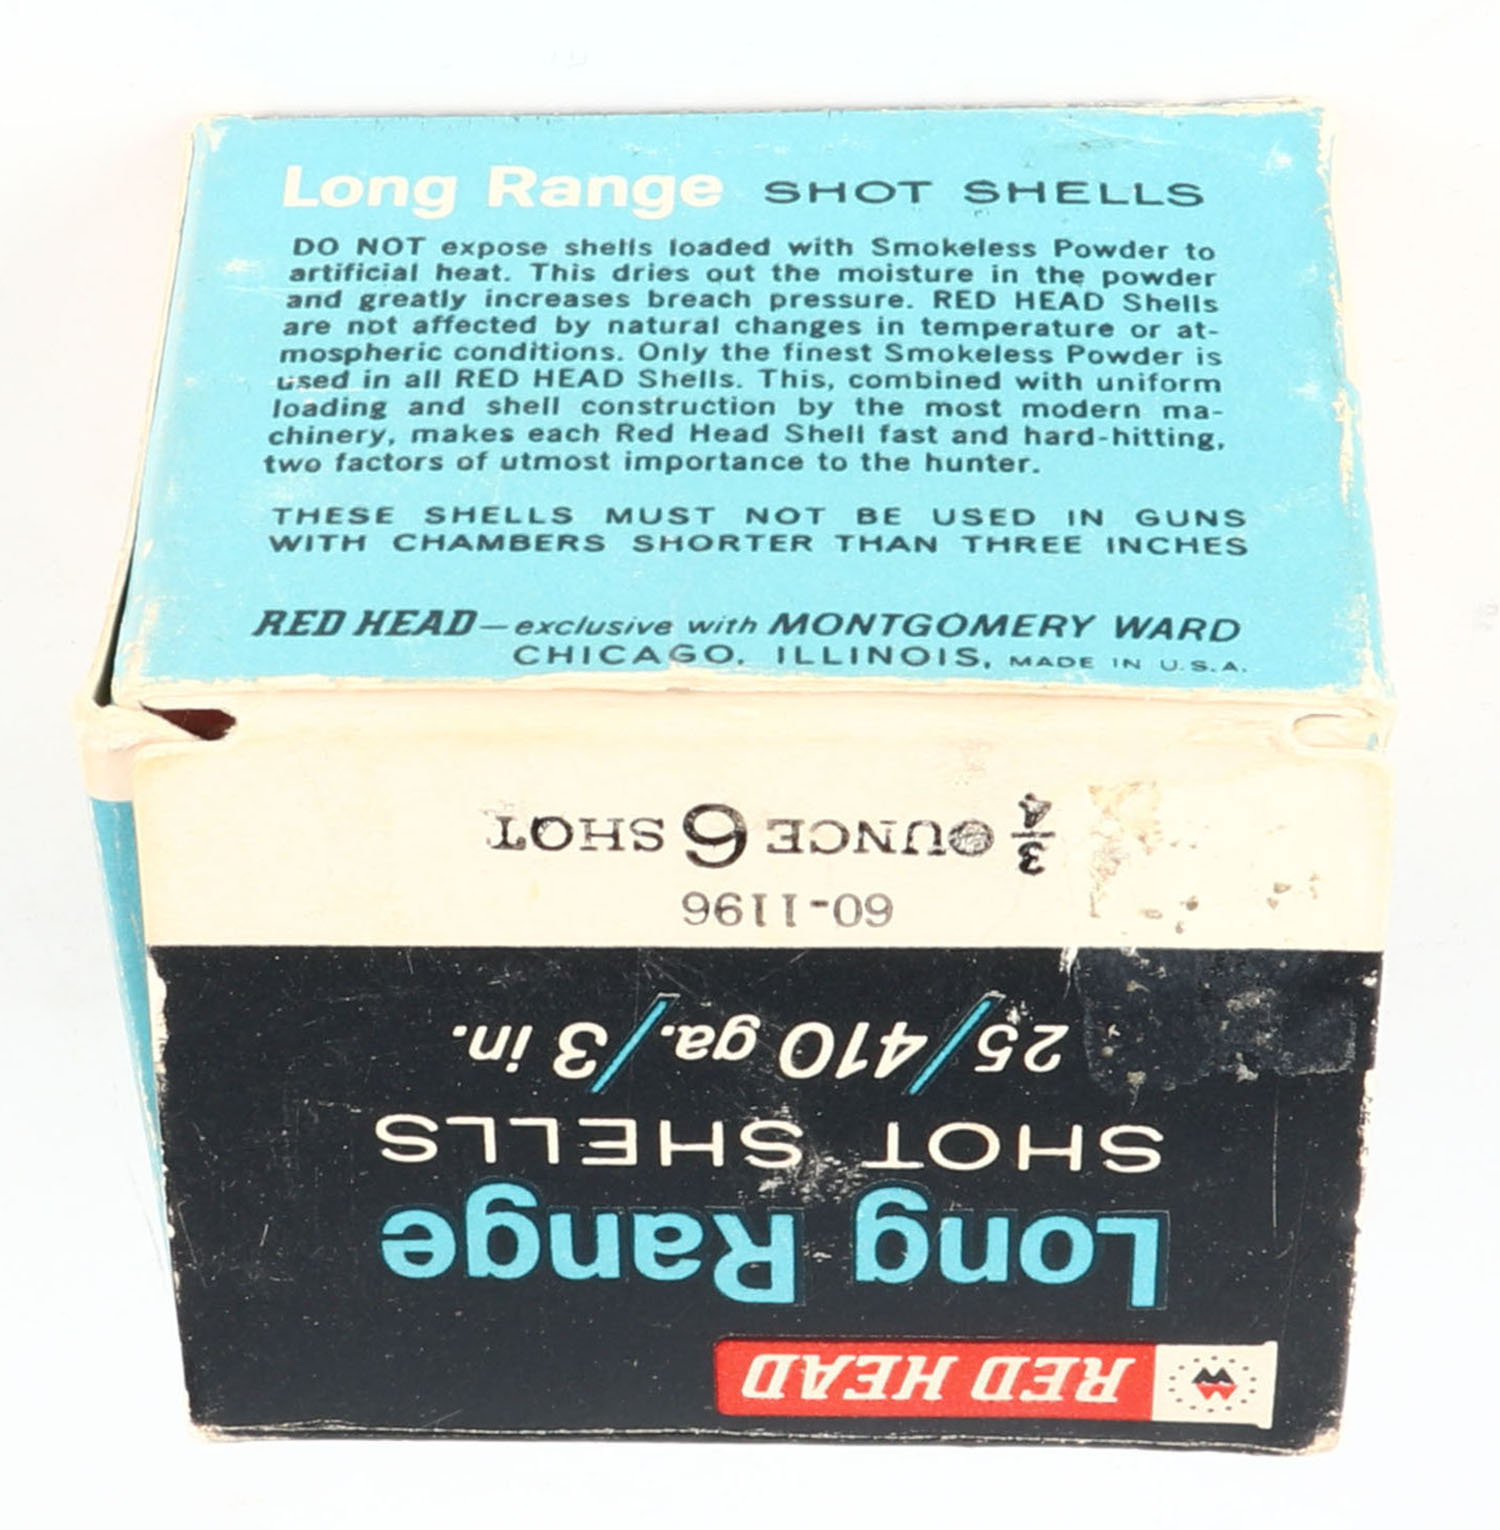 Long Range SHOT SHELLS
DO NOT expose shells loaded with Smokeless Powder to
artificial heat. This dries out the moisture in the powder
and greatly increases breach pressure. RED HEAD Shells
are not affected by natural changes in temperature or at-
mospheric conditions. Only the finest Smokeless Powder is
used in all RED HEAD Shells. This, combined with uniform
loading and shell construction by the most modern ma-
chinery, makes each Red Head Shell fast and hard-hitting,
two factors of utmost importance to the hunter.
THESE SHELLS MUST NOT BE USED IN GUNS
WITH CHAMBERS SHORTER THAN THREE INCHES
RED HEAD—exclusive with MONTGOMERY WARD
CHICAGO, ILLINOIS, MADE IN U.S.A.
RED HEAD
Long Range
SHOT SHELLS
25/410 ga./3 in.
60-1196
3/4 OUNCE 6 SHOT